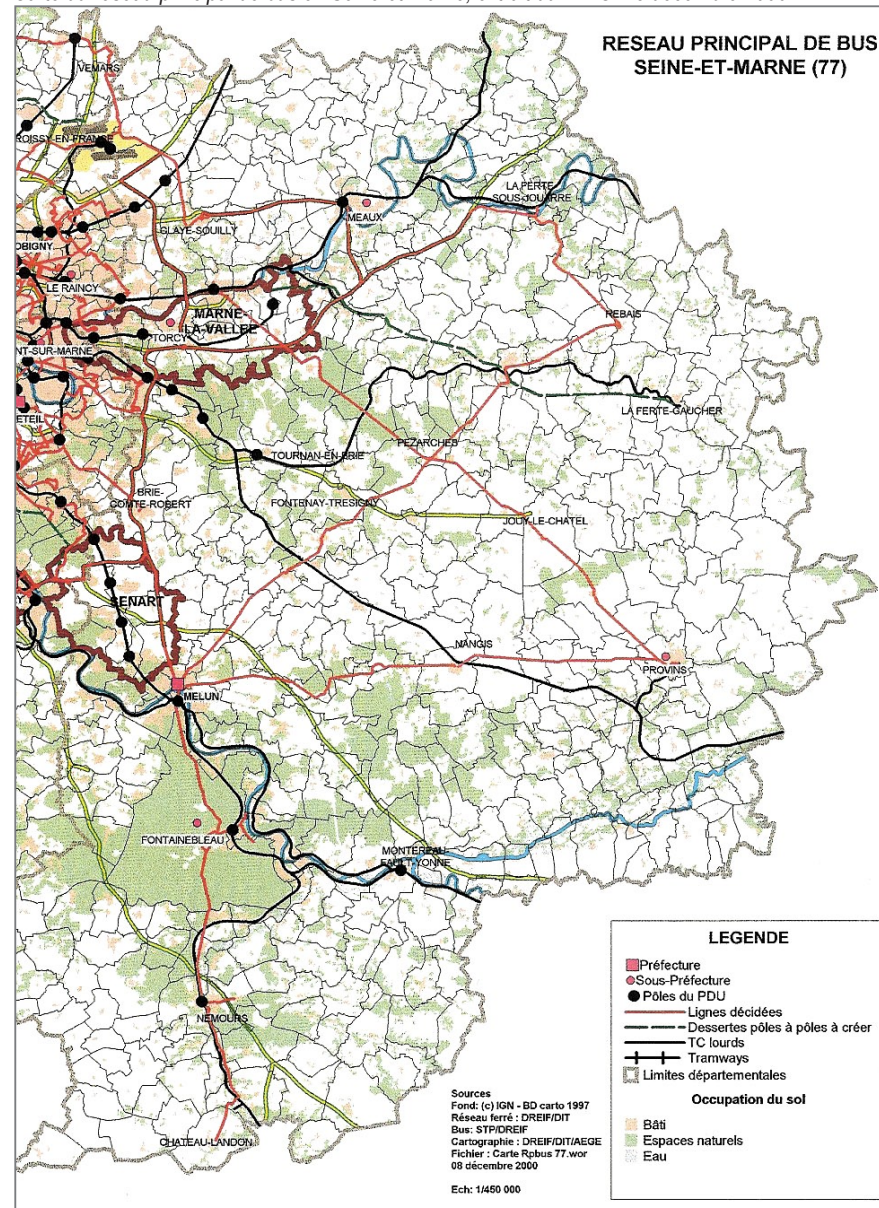 RESEAU PRINCIPAL DE BUS
SEINE-ET-MARNE (77)
VEMARS
ROISSY-EN-FRANCE
MEAUX
LA FERTE
SOUS-JOUARRE
CLAYE-SOUILLY
OBIGNY
LE RAINCY
MARNE-
LA-VALLEE
REBAIS
TORCY
NT-SUR-MARNE
ETEIL
LA FERTE-GAUCHER
PEZARCHES
TOURNAN-EN-BRIE
BRIE-
COMTE-ROBERT
FONTENAY-TRESIGNY
JOUY-LE-CHATEL
SENART
Y
NANGIS
PROVINS
MELUN
FONTAINEBLEAU
MONTEREAU-
FAULT-YONNE
NEMOURS
CHATEAU-LANDON
LEGENDE
Préfecture
Sous-Préfecture
Pôles du PDU
Lignes décidées
Dessertes pôles à pôles à créer
TC lourds
Tramways
Limites départementales
Occupation du sol
Bâti
Espaces naturels
Eau
Sources
Fond: (c) IGN - BD carto 1997
Réseau ferré : DREIF/DIT
Bus: STP/DREIF
Cartographie : DREIF/DIT/AEGE
Fichier : Carte Rpbus 77.wor
08 décembre 2000
Ech: 1/450 000